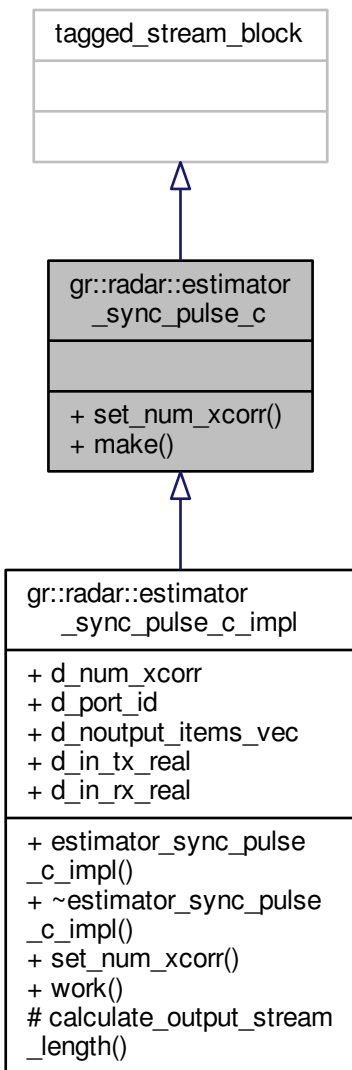 tagged_stream_block
gr::radar::estimator
_sync_pulse_c
+ set_num_xcorr()
+ make()
gr::radar::estimator
_sync_pulse_c_impl
+ d_num_xcorr
+ d_port_id
+ d_noutput_items_vec
+ d_in_tx_real
+ d_in_rx_real
+ estimator_sync_pulse
_c_impl()
+ ~estimator_sync_pulse
_c_impl()
+ set_num_xcorr()
+ work()
# calculate_output_stream
_length()